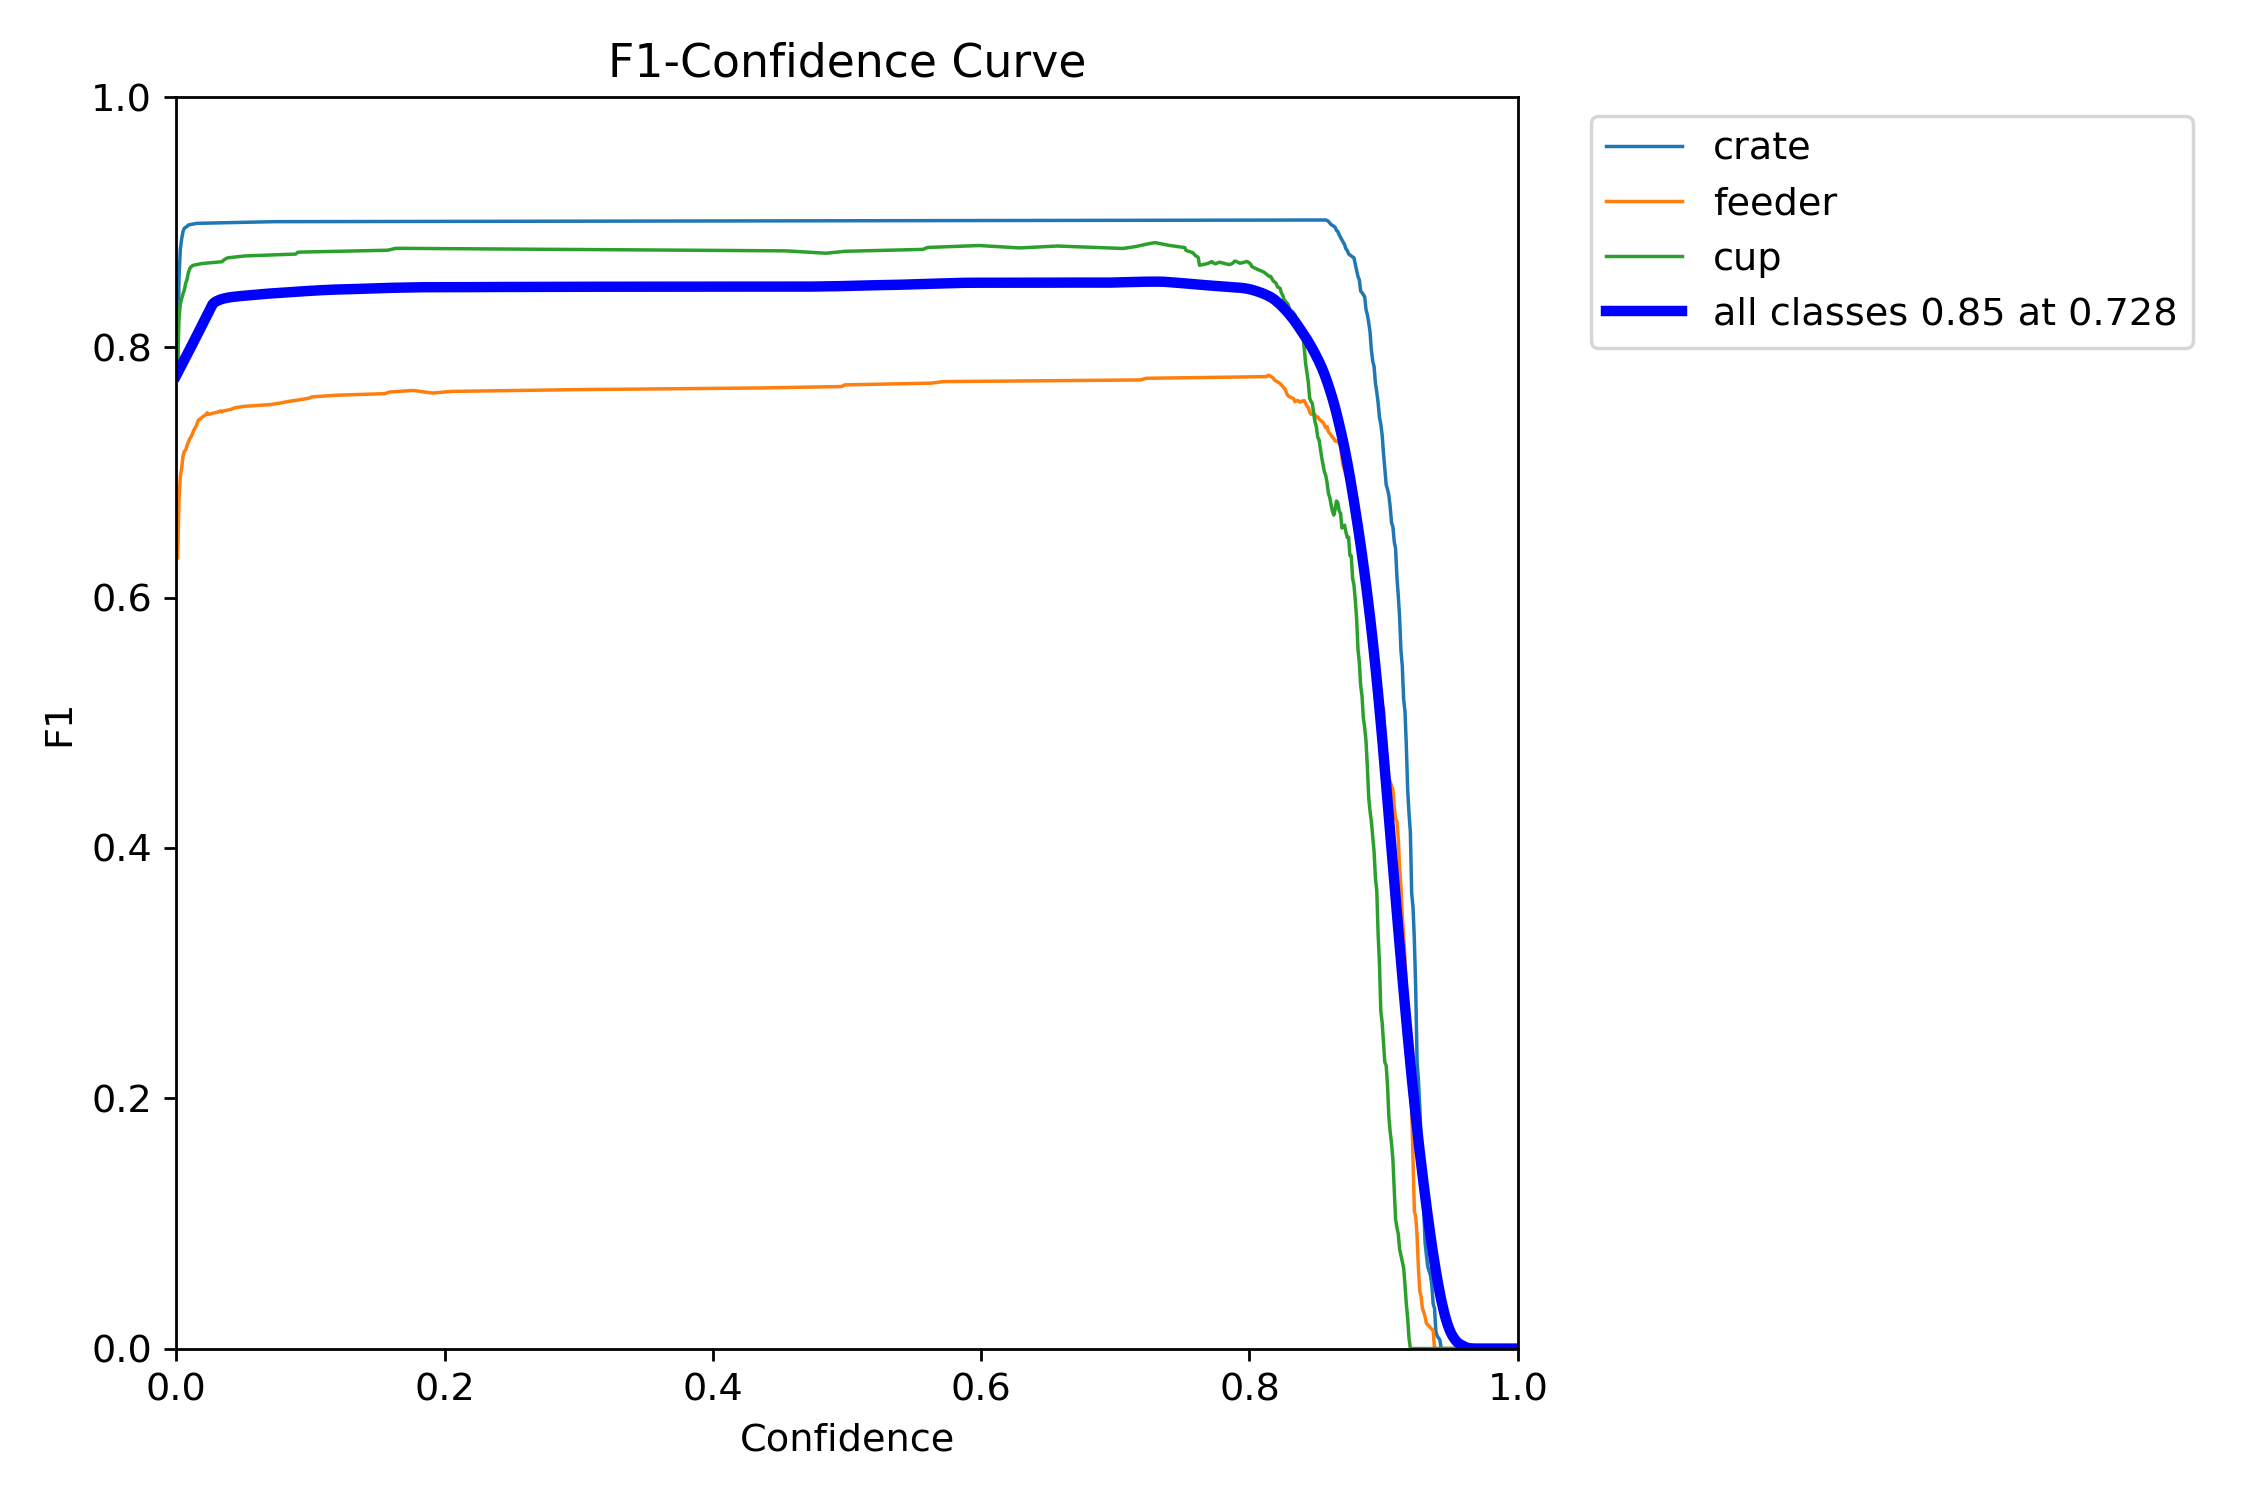 F1-Confidence Curve
1.0
0.8
0.6
0.4
0.2
0.0
F1
0.0 0.2 0.4 0.6 0.8 1.0
Confidence
crate
feeder
cup
all classes 0.85 at 0.728